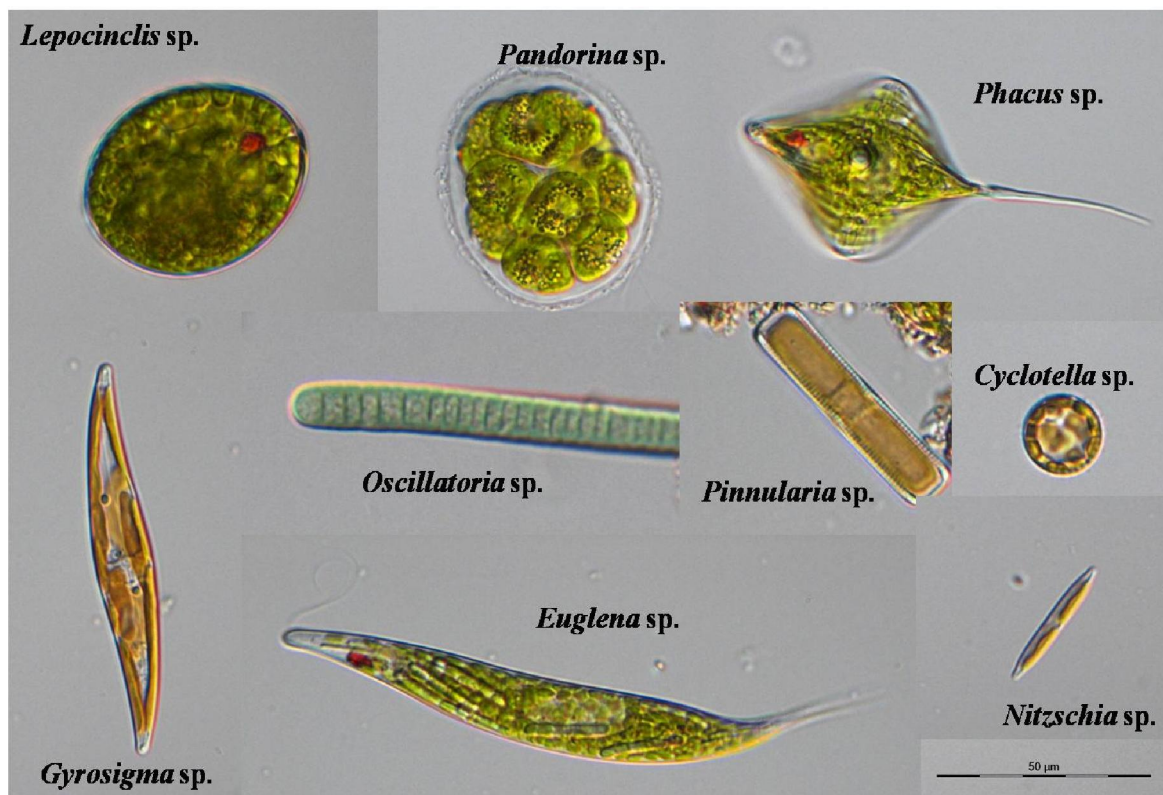 Lepocinclis sp.
Pandorina sp.
Phacus sp.
Cyclotella sp.
Oscillatoria sp.
Pinnularia sp.
Euglena sp.
Nitzschia sp.
Gyrosigma sp.
50 µm